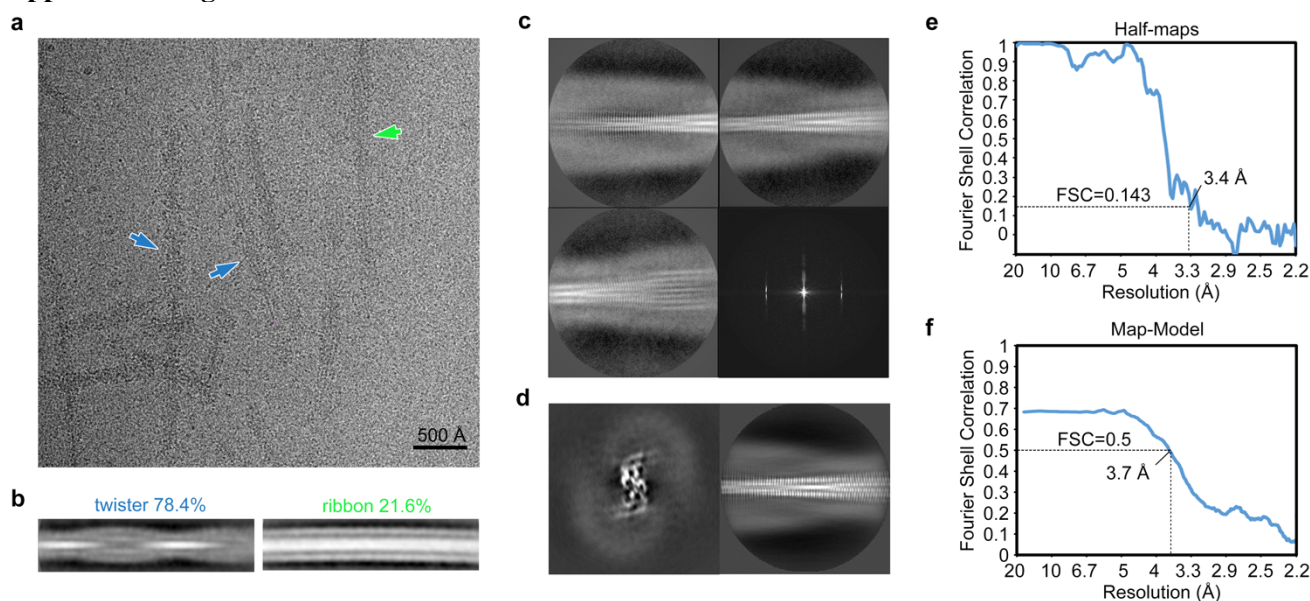 a
500 Å
b
twister 78.4%
ribbon 21.6%
c
d
e
Half-maps
Fourier Shell Correlation
1
0.9
0.8
0.7
0.6
0.5
0.4
0.3
0.2
0.1
0
FSC=0.143
3.4 Å
20 10 6.7 5 4 3.3 2.9 2.5 2.2
Resolution (Å)
f
Map-Model
Fourier Shell Correlation
1
0.9
0.8
0.7
0.6
0.5
0.4
0.3
0.2
0.1
0
FSC=0.5
3.7 Å
20 10 6.7 5 4 3.3 2.9 2.5 2.2
Resolution (Å)